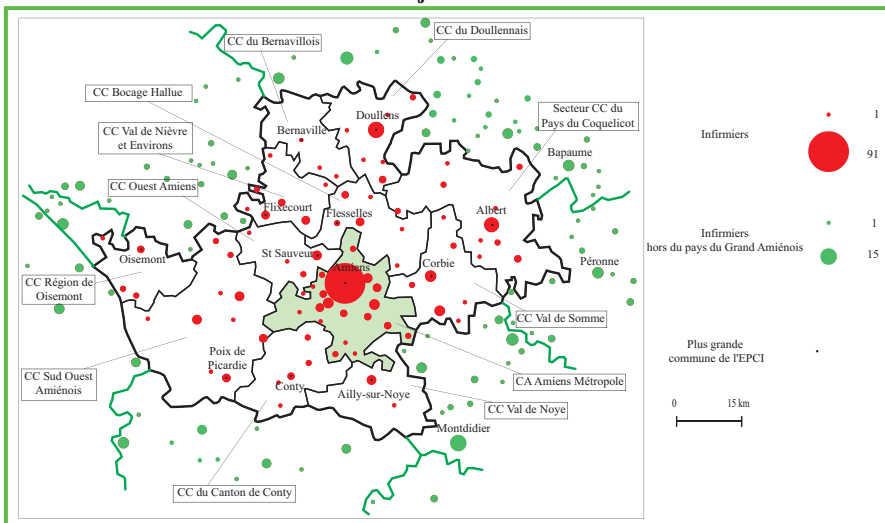 CC du Doullennais
CC du Bernavillois
CC Bocage Hallue
Secteur CC du
Pays du Coquelicot
Doullens
Bernaville
CC Val de Nièvre
et Environs
Bapaume
CC Ouest Amiens
Flixecourt
Flesselles
Albert
Oisemont
St Sauveur
Amiens
Corbie
Péronne
CC Région de
Oisemont
CC Val de Somme
Poix de
Picardie
CC Sud Ouest
Amiénois
Conty
CA Amiens Métropole
Ailly-sur-Noye
CC Val de Noye
Montdidier
CC du Canton de Conty
Infirmiers
1
91
Infirmiers
hors du pays du Grand Amiénois
1
15
Plus grande
commune de l'EPCI
0
15 km